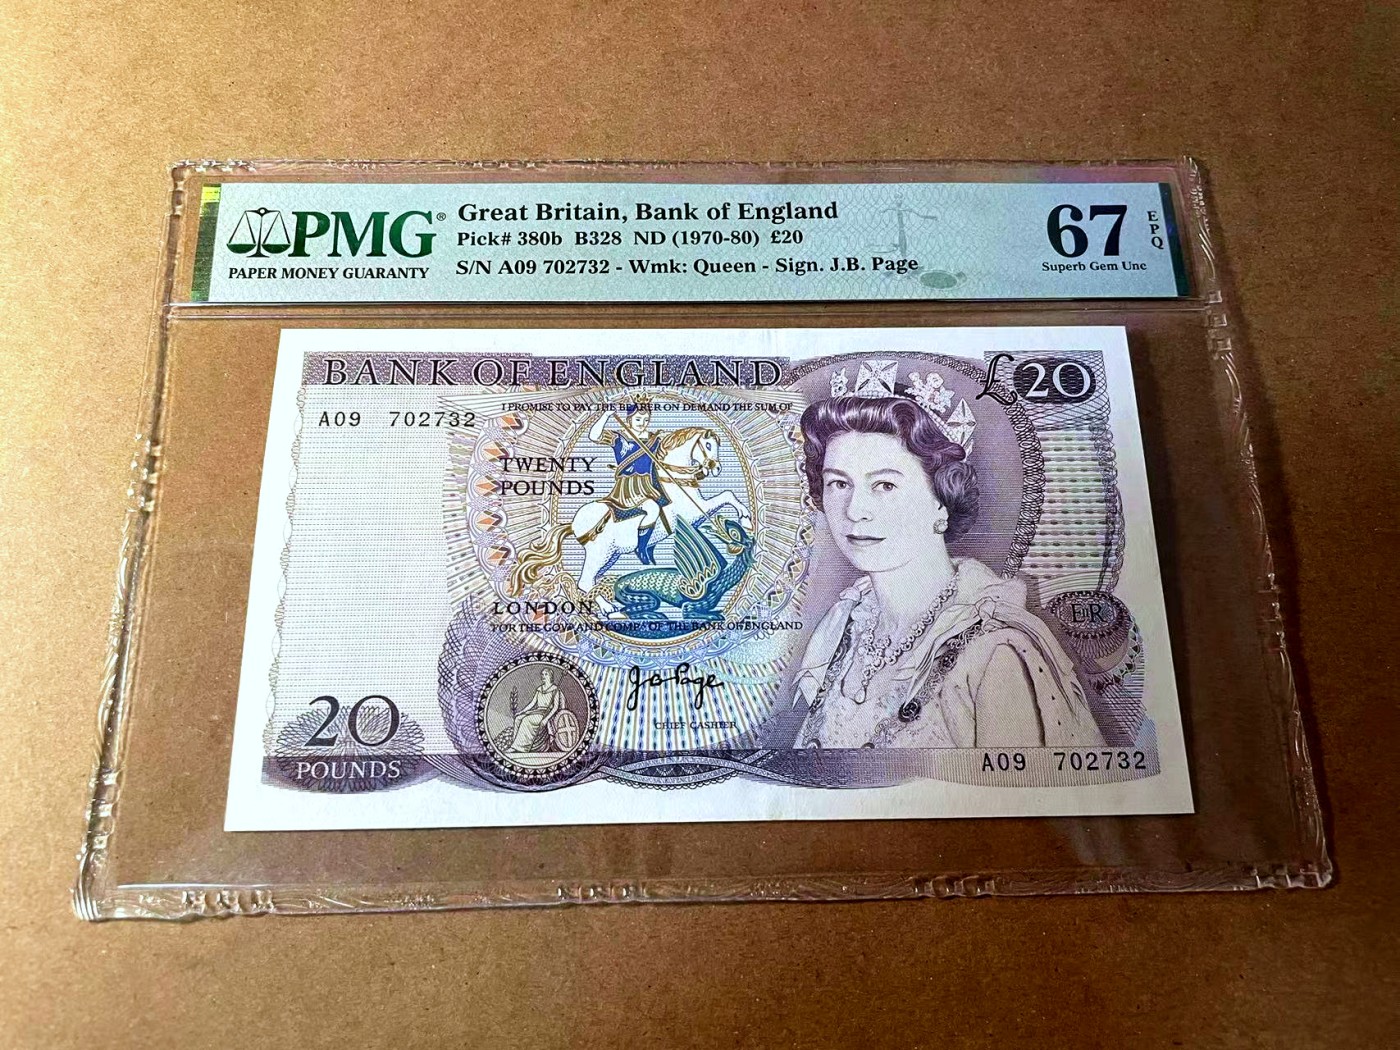 PMG®
PAPER MONEY GUARANTY
Great Britain, Bank of England
Pick# 380b B328 ND (1970-80) £20
S/N A09 702732 - Wmk: Queen - Sign. J.B. Page
67
EPQ
Superb Gem Unc
BANK OF ENGLAND
£20
A09 702732
I PROMISE TO PAY THE BEARER ON DEMAND THE SUM OF
TWENTY
POUNDS
LONDON
FOR THE GOVR AND COMPA OF THE BANK OF ENGLAND
ER
J B Page
CHIEF CASHIER
20
POUNDS
A09 702732